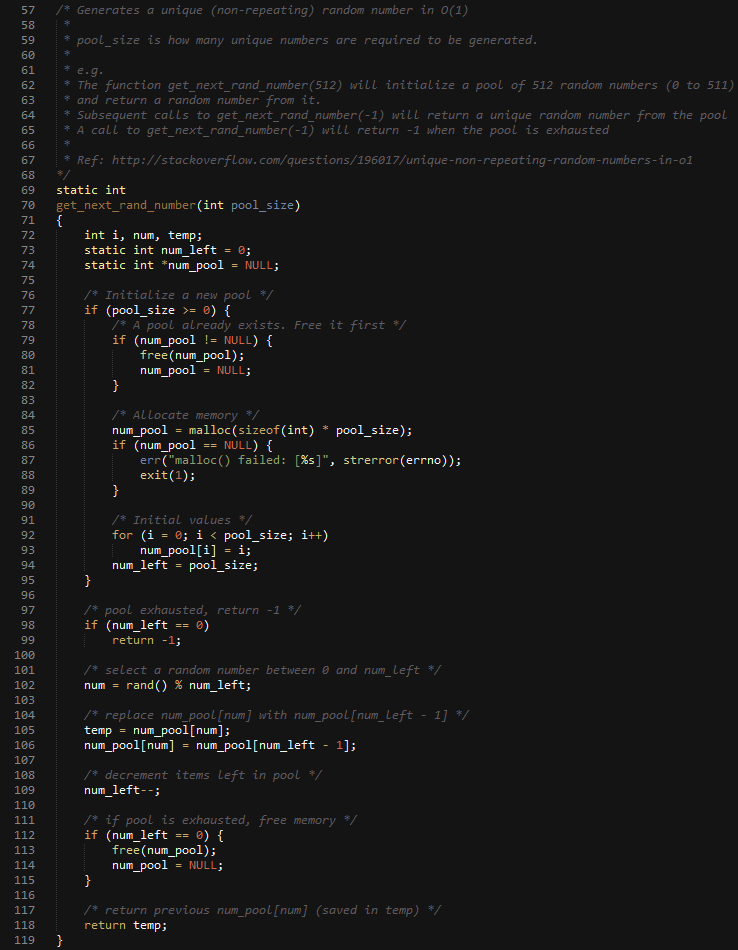 57 /* Generates a unique (non-repeating) random number in O(1)
58  *
59  * pool_size is how many unique numbers are required to be generated.
60  *
61  * e.g.
62  * The function get_next_rand_number(512) will initialize a pool of 512 random numbers (0 to 511)
63  * and return a random number from it.
64  * Subsequent calls to get_next_rand_number(-1) will return a unique random number from the pool
65  * A call to get_next_rand_number(-1) will return -1 when the pool is exhausted
66  *
67  * Ref: http://stackoverflow.com/questions/196017/unique-non-repeating-random-numbers-in-o1
68 */
69 static int
70 get_next_rand_number(int pool_size)
71 {
72     int i, num, temp;
73     static int num_left = 0;
74     static int *num_pool = NULL;
75
76     /* Initialize a new pool */
77     if (pool_size >= 0) {
78         /* A pool already exists. Free it first */
79         if (num_pool != NULL) {
80             free(num_pool);
81             num_pool = NULL;
82         }
83
84         /* Allocate memory */
85         num_pool = malloc(sizeof(int) * pool_size);
86         if (num_pool == NULL) {
87             err("malloc() failed: [%s]", strerror(errno));
88             exit(1);
89         }
90
91         /* Initial values */
92         for (i = 0; i < pool_size; i++)
93             num_pool[i] = i;
94         num_left = pool_size;
95     }
96
97     /* pool exhausted, return -1 */
98     if (num_left == 0)
99         return -1;
100
101     /* select a random number between 0 and num_left */
102     num = rand() % num_left;
103
104     /* replace num_pool[num] with num_pool[num_left - 1] */
105     temp = num_pool[num];
106     num_pool[num] = num_pool[num_left - 1];
107
108     /* decrement items left in pool */
109     num_left--;
110
111     /* if pool is exhausted, free memory */
112     if (num_left == 0) {
113         free(num_pool);
114         num_pool = NULL;
115     }
116
117     /* return previous num_pool[num] (saved in temp) */
118     return temp;
119 }